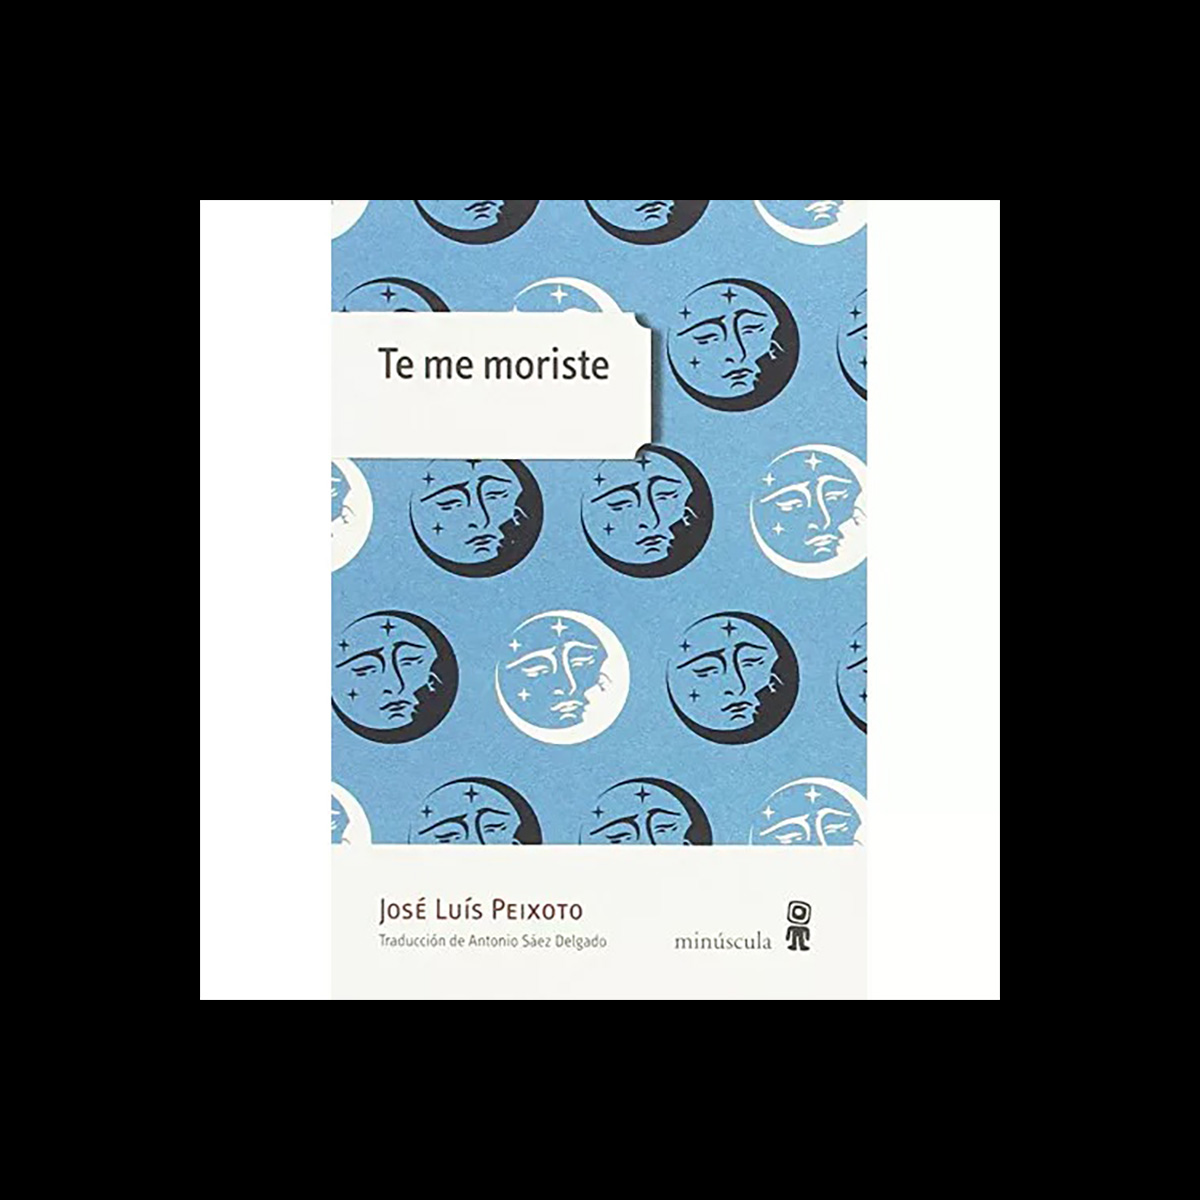 Te me moriste
José Luís Peixoto
Traducción de Antonio Sáez Delgado
minúscula